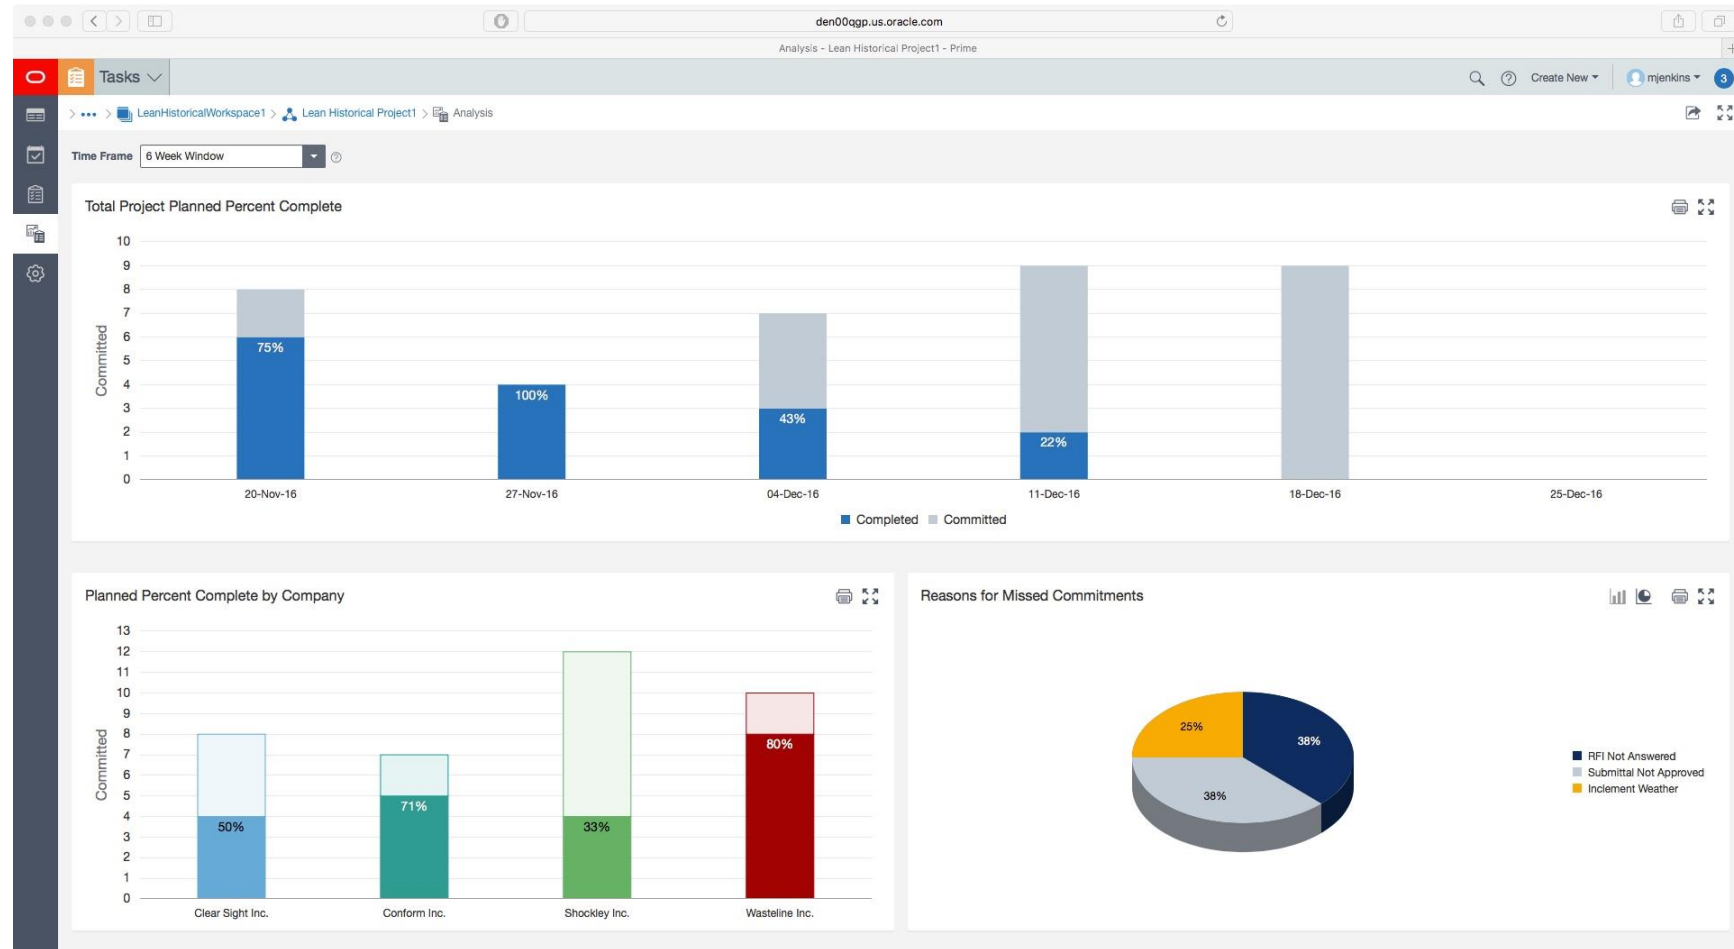 den00qgp.us.oracle.com
Analysis - Lean Historical Project1 - Prime
Tasks
Create New
mjenkins
3
> ••• > LeanHistoricalWorkspace1 > Lean Historical Project1 > Analysis
Time Frame 6 Week Window
Total Project Planned Percent Complete
10
9
8
7
6
5
4
3
2
1
0
Committed
75%
100%
43%
22%
20-Nov-16 27-Nov-16 04-Dec-16 11-Dec-16 18-Dec-16 25-Dec-16
Completed Committed
Planned Percent Complete by Company
13
12
11
10
9
8
7
6
5
4
3
2
1
0
Committed
50%
71%
33%
80%
Clear Sight Inc. Conform Inc. Shockley Inc. Wasteline Inc.
Reasons for Missed Commitments
25%
38%
38%
RFI Not Answered
Submittal Not Approved
Inclement Weather